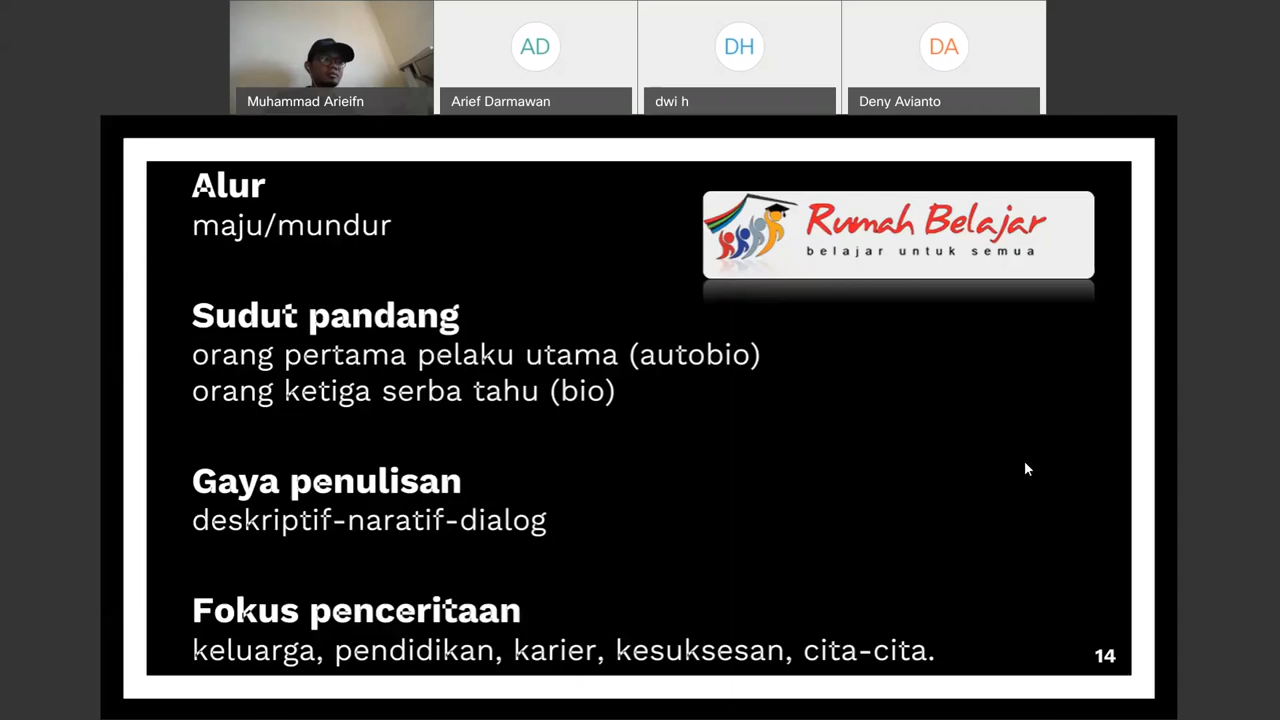 AD
DH
DA
Muhammad Arieifn
Arief Darmawan
dwi h
Deny Avianto
Alur
maju/mundur
Rumah Belajar
belajar untuk semua
Sudut pandang
orang pertama pelaku utama (autobio)
orang ketiga serba tahu (bio)
Gaya penulisan
deskriptif-naratif-dialog
Fokus penceritaan
keluarga, pendidikan, karier, kesuksesan, cita-cita.
14